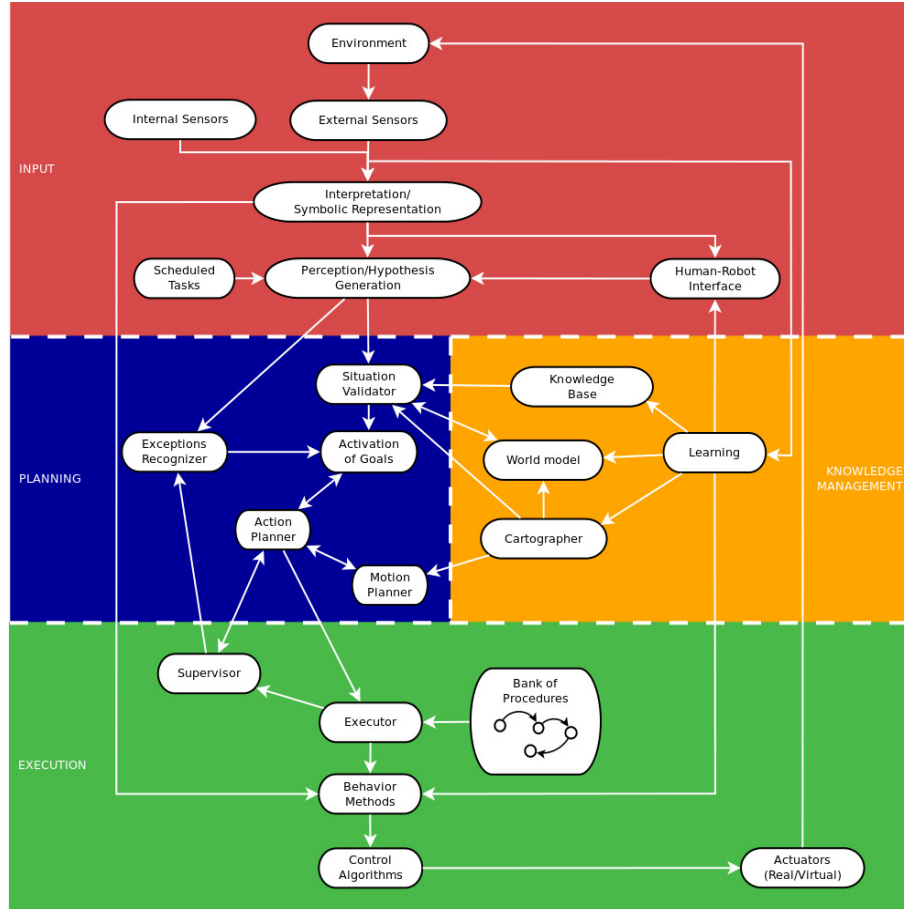 Environment
Internal Sensors
External Sensors
INPUT
Interpretation/
Symbolic Representation
Scheduled
Tasks
Perception/Hypothesis
Generation
Human-Robot
Interface
Situation
Validator
Knowledge
Base
Exceptions
Recognizer
Activation
of Goals
World model
Learning
PLANNING
KNOWLEDGE
MANAGEMENT
Action
Planner
Cartographer
Motion
Planner
Supervisor
Bank of
Procedures
Executor
EXECUTION
Behavior
Methods
Control
Algorithms
Actuators
(Real/Virtual)